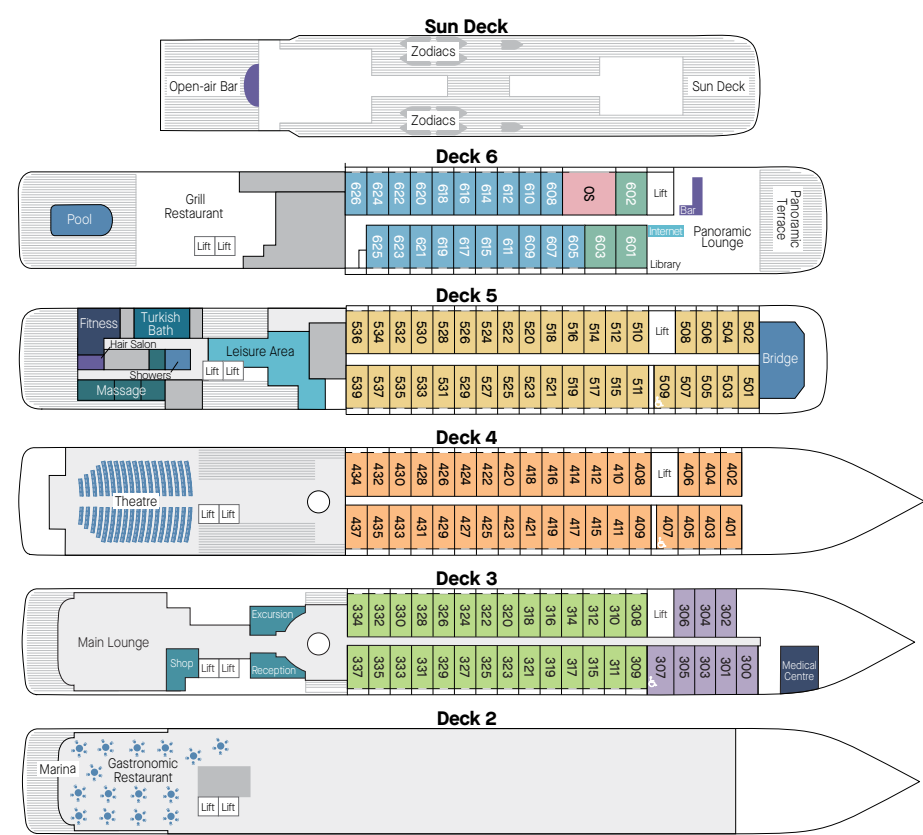 Sun Deck
Zodiacs
Open-air Bar
Sun Deck
Zodiacs
Deck 6
626 624 622 620 618 616 614 612 610 608 OS 602 Lift
Grill
Restaurant
Pool
Bar
Panoramic
Terrace
Lift Lift
625 623 621 619 617 615 611 609 607 605 603 601
Internet
Panoramic
Lounge
Library
Deck 5
Fitness
Turkish
Bath
536 534 532 530 528 526 524 522 520 518 516 514 512 510 Lift 508 506 504 502
Hair Salon
Leisure Area
Bridge
Showers
Lift Lift
Massage
539 537 535 533 531 529 527 525 523 521 519 517 515 511 509 507 505 503 501
Deck 4
434 432 430 428 426 424 422 420 418 416 414 412 410 408 Lift 406 404 402
Theatre
Lift Lift
437 435 433 431 429 427 425 423 421 419 417 415 411 409 407 405 403 401
Deck 3
334 332 330 328 326 324 322 320 318 316 314 312 310 308 Lift 306 304 302
Excursion
Main Lounge
Shop
Lift Lift
Reception
337 335 333 331 329 327 325 323 321 319 317 315 311 309 307 305 303 301 300
Medical
Centre
Deck 2
Marina
Gastronomic
Restaurant
Lift Lift